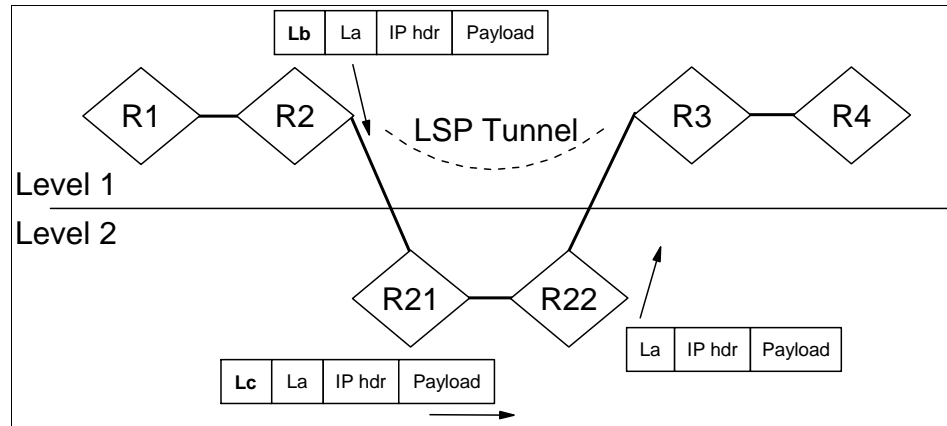 Lb La IP hdr Payload
R1 R2 LSP Tunnel R3 R4
Level 1
Level 2
R21 R22
La IP hdr Payload
Lc La IP hdr Payload